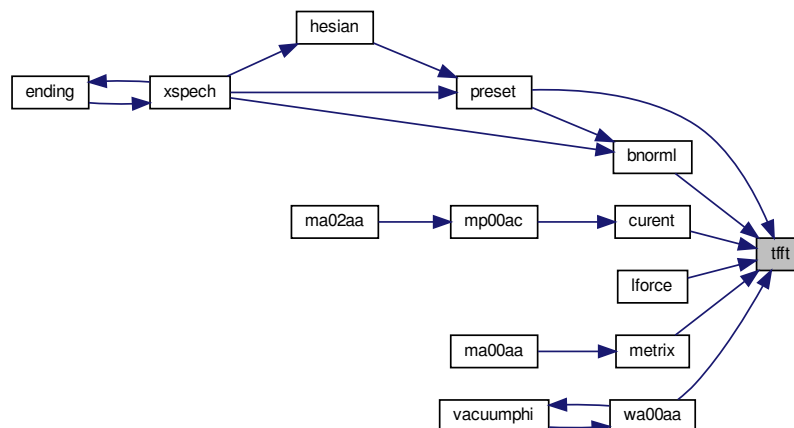 hesian
ending
xspech
preset
bnorml
ma02aa
mp00ac
curent
tfft
lforce
ma00aa
metrix
vacuumphi
wa00aa